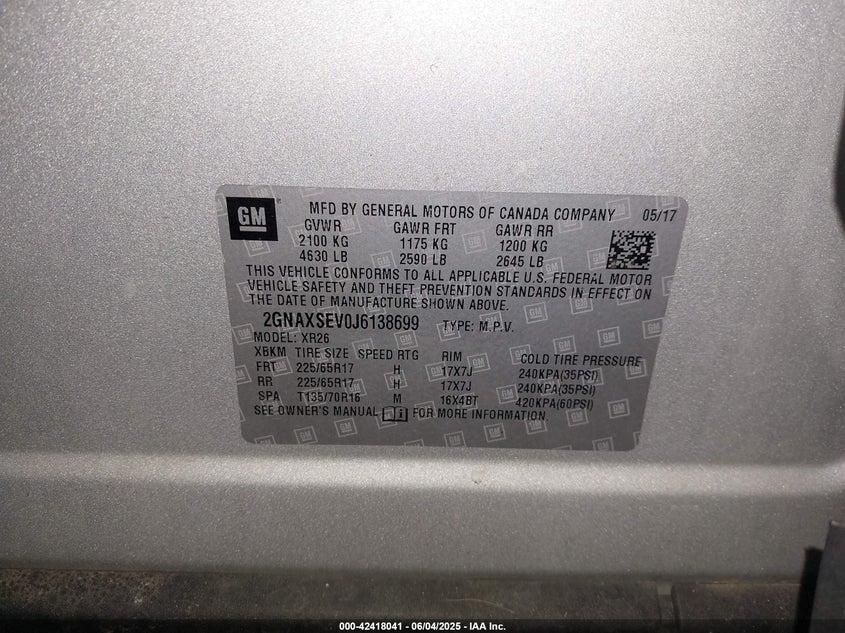 GM
MFD BY GENERAL MOTORS OF CANADA COMPANY 05/17
GVWR GAWR FRT GAWR RR
2100 KG 1175 KG 1200 KG
4630 LB 2590 LB 2645 LB
THIS VEHICLE CONFORMS TO ALL APPLICABLE U.S. FEDERAL MOTOR
VEHICLE SAFETY AND THEFT PREVENTION STANDARDS IN EFFECT ON
THE DATE OF MANUFACTURE SHOWN ABOVE.
2GNAXSEV0J6138699 TYPE: M.P.V.
MODEL: XR26
XBKM TIRE SIZE SPEED RTG RIM COLD TIRE PRESSURE
FRT 225/65R17 H 17X7J 240KPA(35PSI)
RR 225/65R17 H 17X7J 240KPA(35PSI)
SPA T135/70R16 M 16X4BT 420KPA(60PSI)
SEE OWNER'S MANUAL FOR MORE INFORMATION.
000-42418041 - 06/04/2025 - IAA Inc.